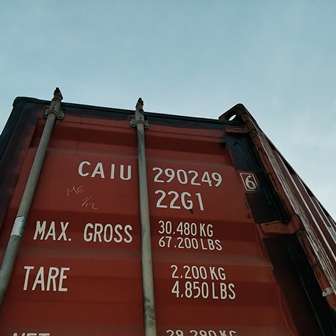 CAIU 290249 6
22G1
MAX. GROSS 30.480 KG
67.200 LBS
TARE 2.200 KG
4.850 LBS
NET